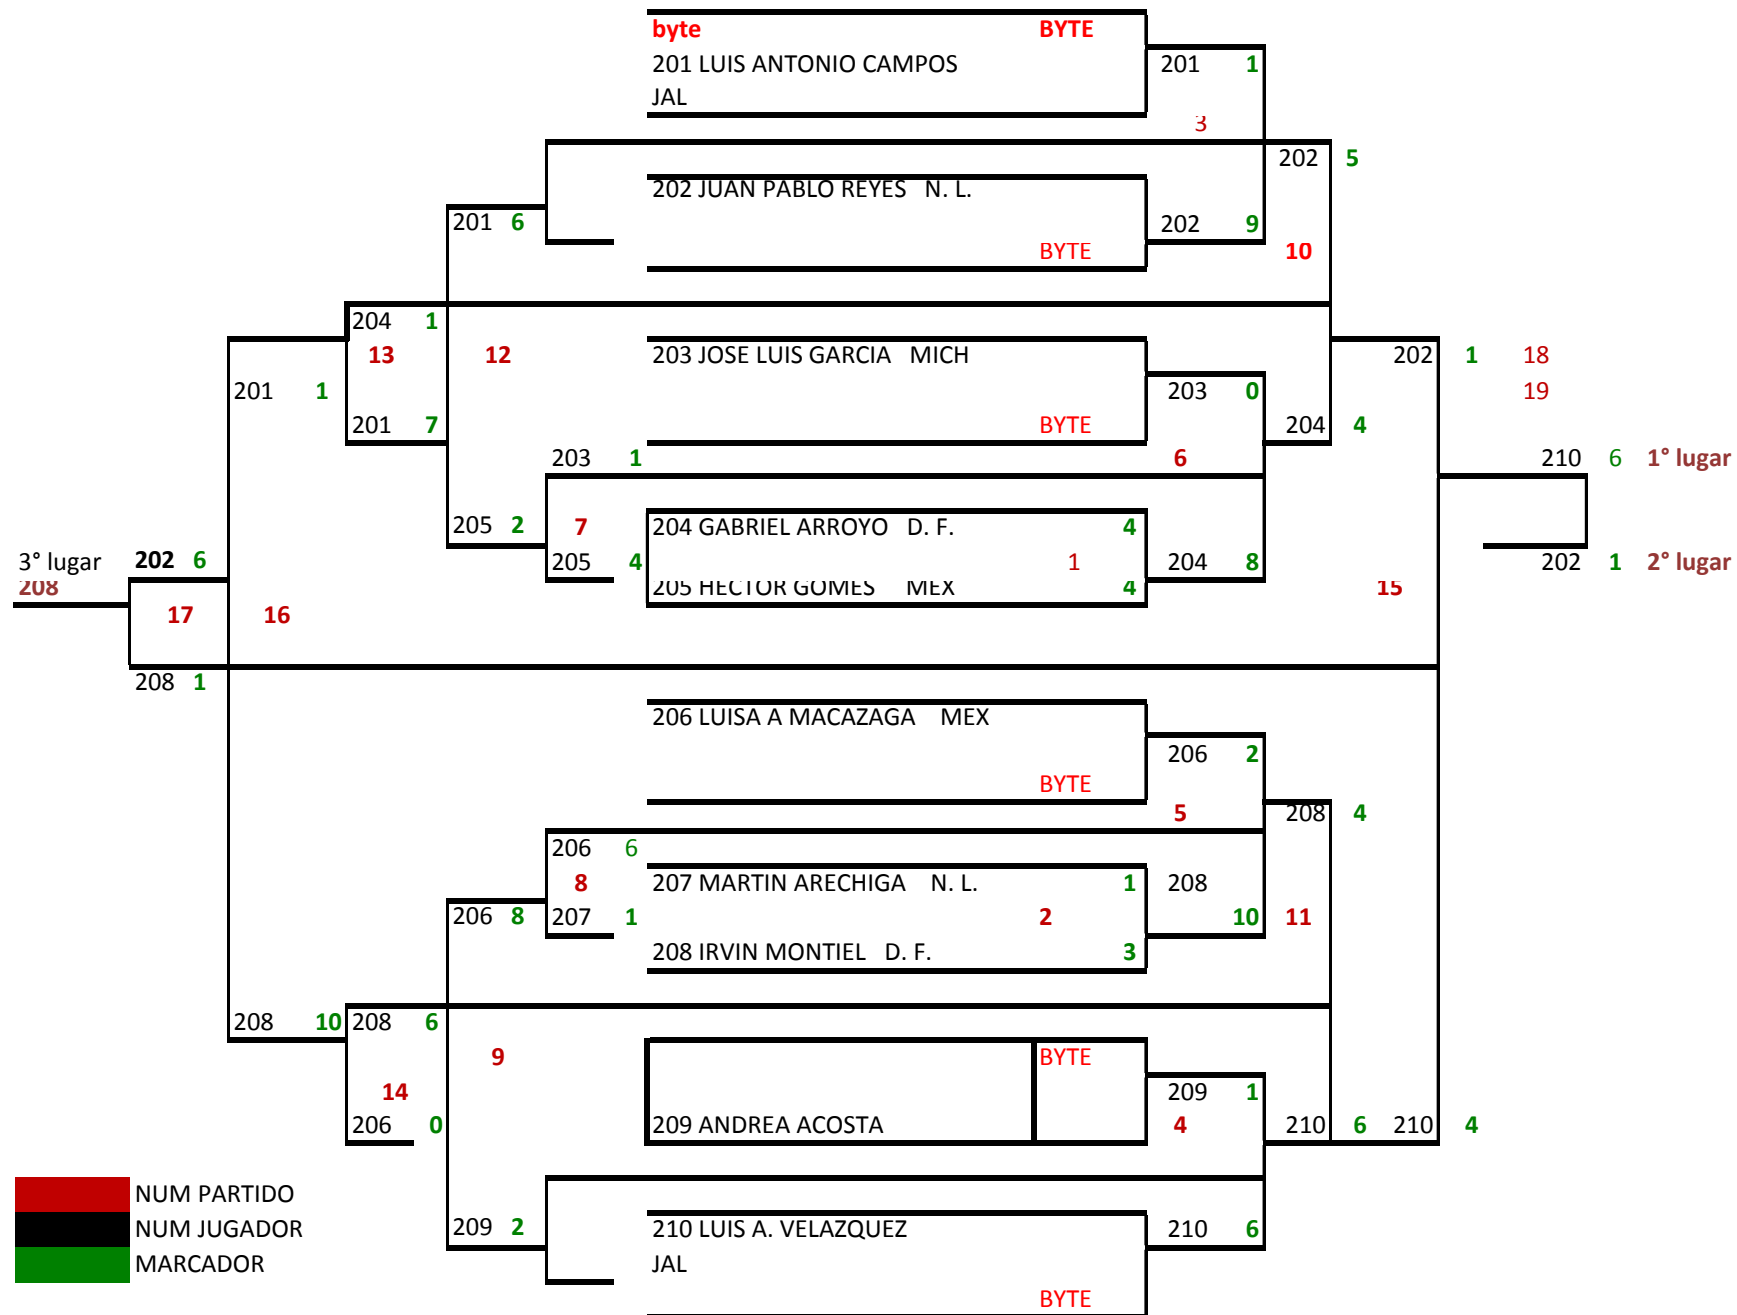 byte BYTE
201 LUIS ANTONIO CAMPOS 201 1
JAL
3
202 5
202 JUAN PABLO REYES N. L.
201 6 202 9
BYTE 10
204 1
13 12 203 JOSE LUIS GARCIA MICH 202 1 18
201 1 203 0 19
201 7 BYTE 204 4
203 1 6 210 6 1° lugar
205 2 7 204 GABRIEL ARROYO D. F. 4
3° lugar 202 6 205 4 1 204 8 202 1 2° lugar
208 205 HECTOR GOMES MEX 4 15
17 16
208 1
206 LUISA A MACAZAGA MEX
206 2
BYTE
5 208 4
206 6
8 207 MARTIN ARECHIGA N. L. 1 208
206 8 207 1 2 10 11
208 IRVIN MONTIEL D. F. 3
208 10 208 6
9 BYTE
14 209 1
206 0 209 ANDREA ACOSTA 4 210 6 210 4
NUM PARTIDO
NUM JUGADOR 209 2 210 LUIS A. VELAZQUEZ 210 6
MARCADOR JAL
BYTE